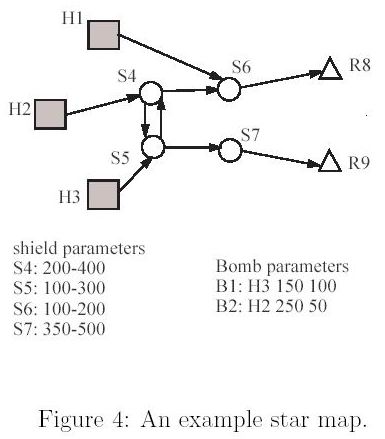 H1
S6
R8
S4
H2
S7
S5
R9
H3
shield parameters
S4: 200-400
S5: 100-300
S6: 100-200
S7: 350-500
Bomb parameters
B1: H3 150 100
B2: H2 250 50
Figure 4: An example star map.